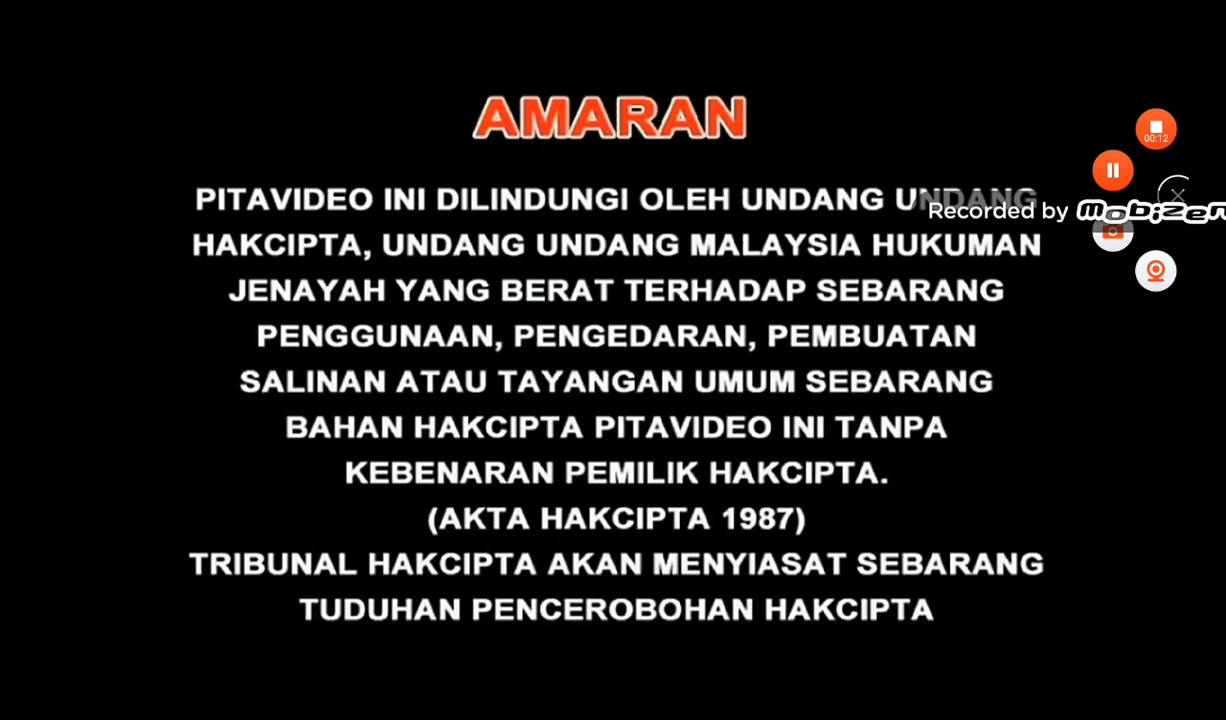 AMARAN
PITAVIDEO INI DILINDUNGI OLEH UNDANG UNDANG
HAKCIPTA, UNDANG UNDANG MALAYSIA HUKUMAN
JENAYAH YANG BERAT TERHADAP SEBARANG
PENGGUNAAN, PENGEDARAN, PEMBUATAN
SALINAN ATAU TAYANGAN UMUM SEBARANG
BAHAN HAKCIPTA PITAVIDEO INI TANPA
KEBENARAN PEMILIK HAKCIPTA.
(AKTA HAKCIPTA 1987)
TRIBUNAL HAKCIPTA AKAN MENYIASAT SEBARANG
TUDUHAN PENCEROBOHAN HAKCIPTA
00:12
Recorded by mobizen